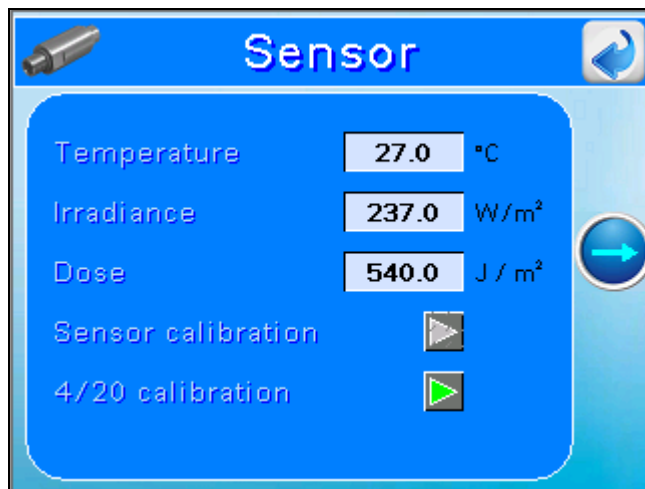 Sensor
Temperature 27.0 °C
Irradiance 237.0 W/m²
Dose 540.0 J / m²
Sensor calibration
4/20 calibration